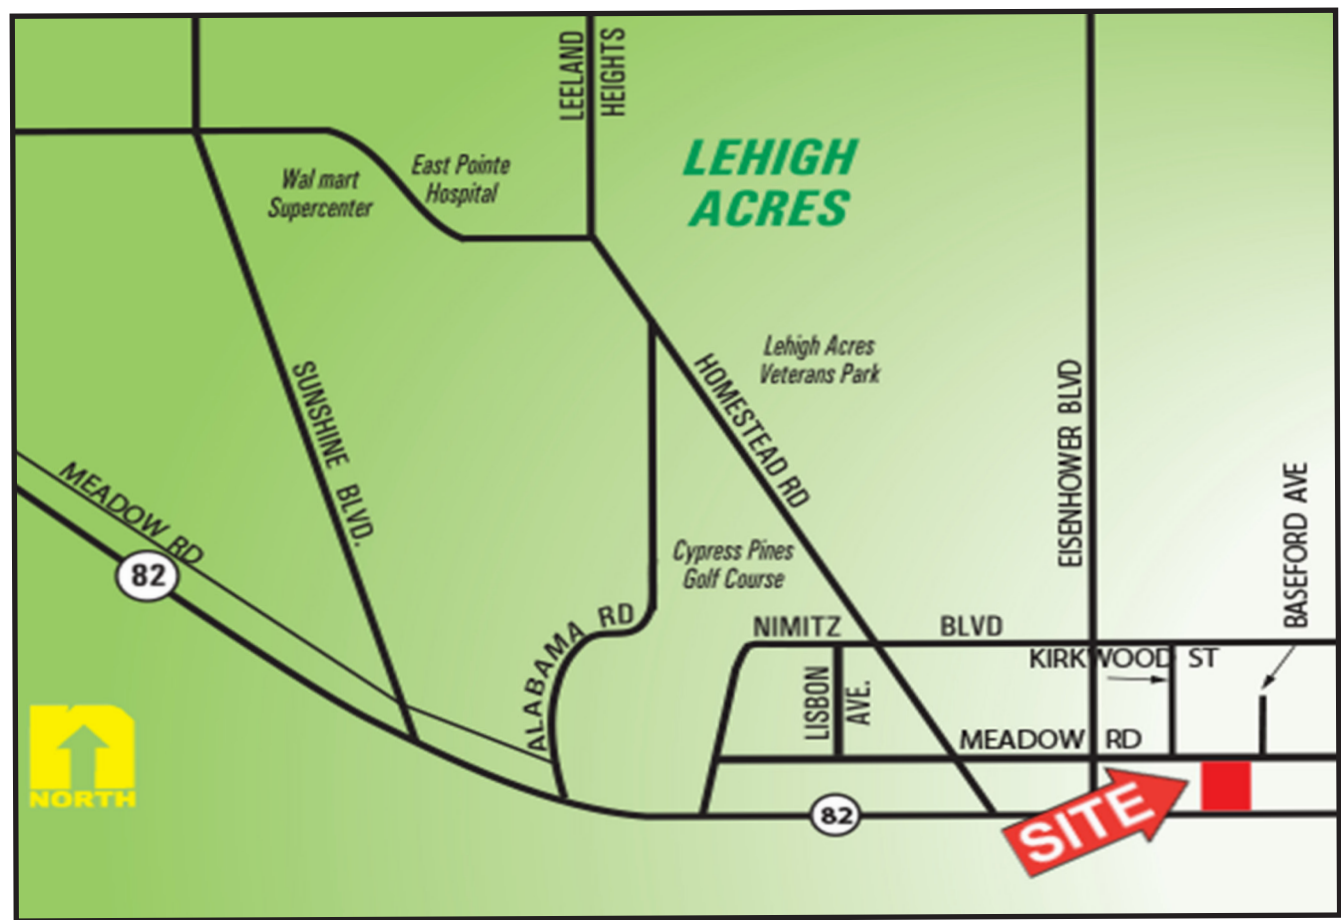 LEELAND
HEIGHTS
LEHIGH
ACRES
Wal mart
Supercenter
East Pointe
Hospital
Lehigh Acres
Veterans Park
SUNSHINE BLVD.
HOMESTEAD RD
EISENHOWER BLVD
BASEFORD AVE
MEADOW RD
82
Cypress Pines
Golf Course
ALABAMA RD
NIMITZ BLVD
KIRKWOOD ST
LISBON
AVE.
MEADOW RD
n
NORTH
82
SITE